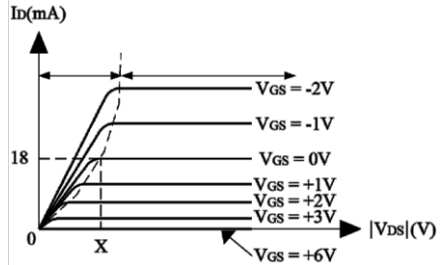 ID(mA)
VGS = -2V
VGS = -1V
18
VGS = 0V
VGS = +1V
VGS = +2V
VGS = +3V
0
X
|VDS|(V)
VGS = +6V